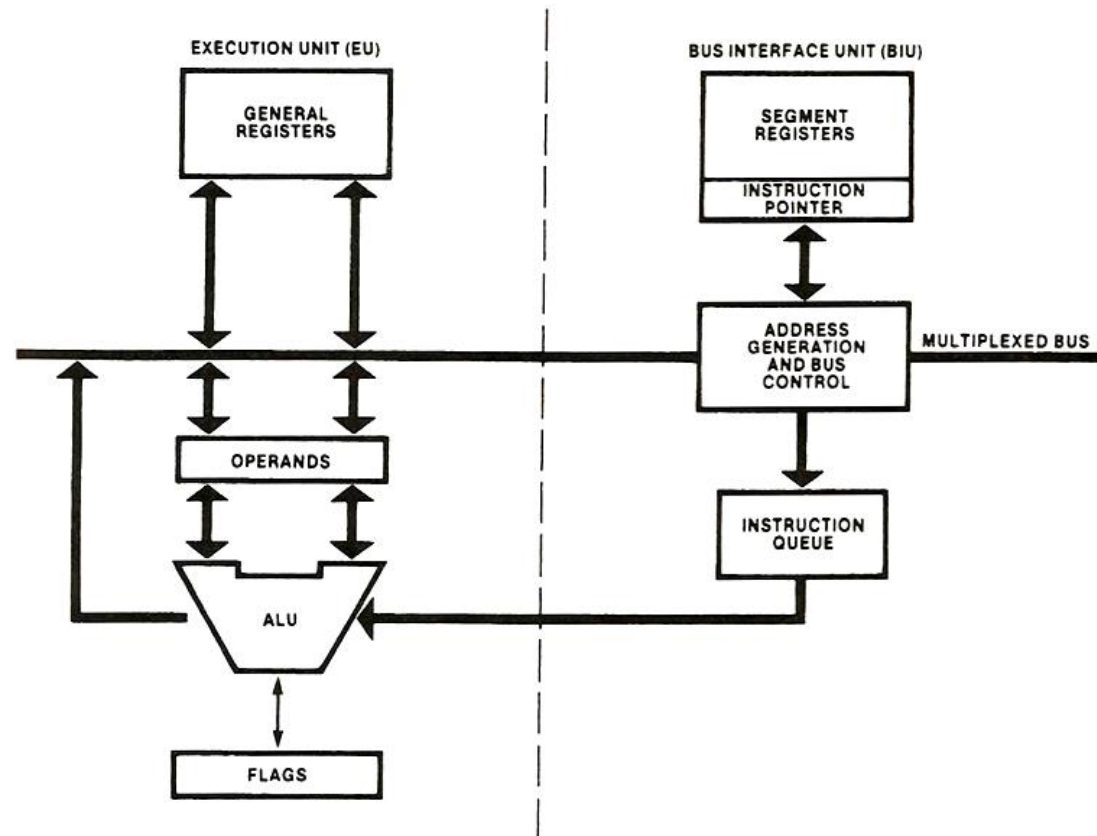 EXECUTION UNIT (EU)
GENERAL
REGISTERS
OPERANDS
ALU
FLAGS
BUS INTERFACE UNIT (BIU)
SEGMENT
REGISTERS
INSTRUCTION
POINTER
ADDRESS
GENERATION
AND BUS
CONTROL
MULTIPLEXED BUS
INSTRUCTION
QUEUE